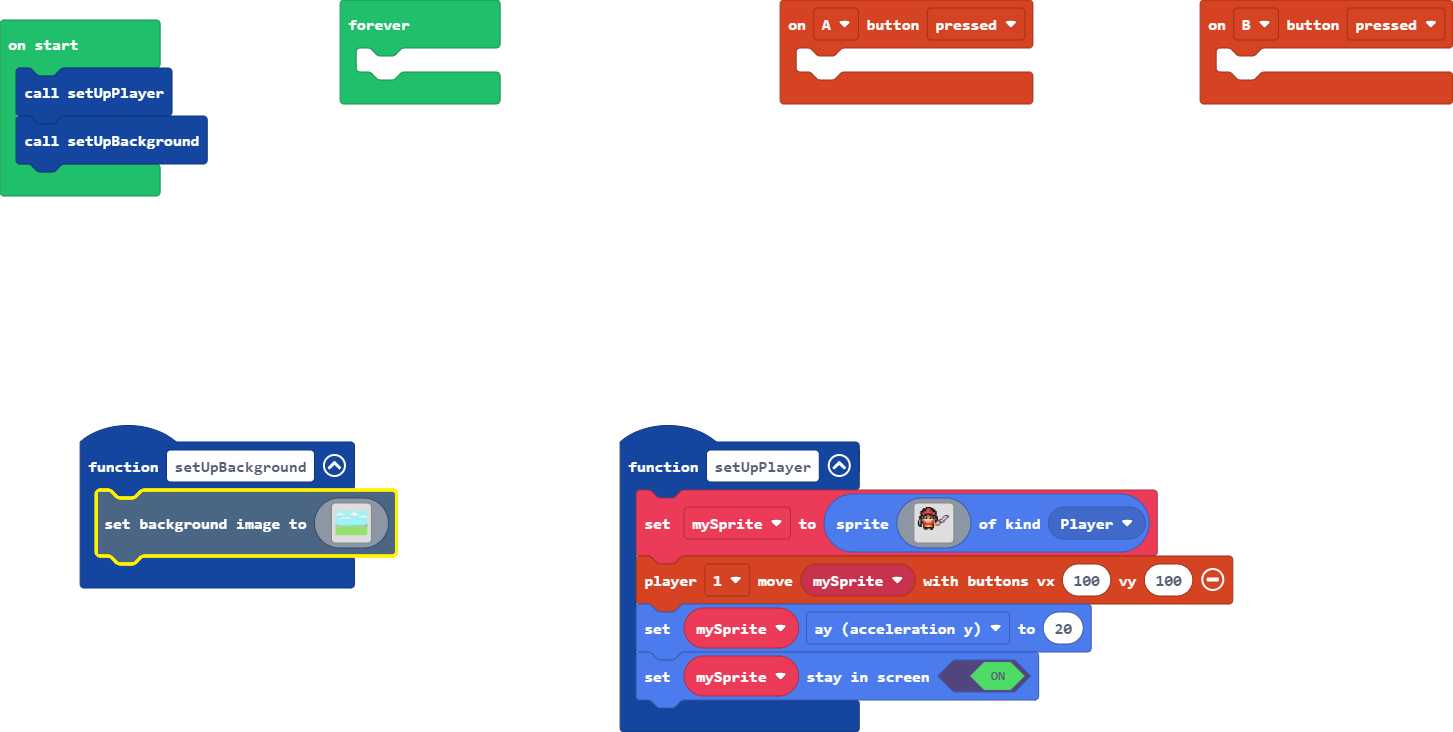 on start
call setUpPlayer
call setUpBackground
forever
on A button pressed
on B button pressed
function setUpBackground
set background image to
function setUpPlayer
set mySprite to sprite of kind Player
player 1 move mySprite with buttons vx 100 vy 100
set mySprite ay (acceleration y) to 20
set mySprite stay in screen ON